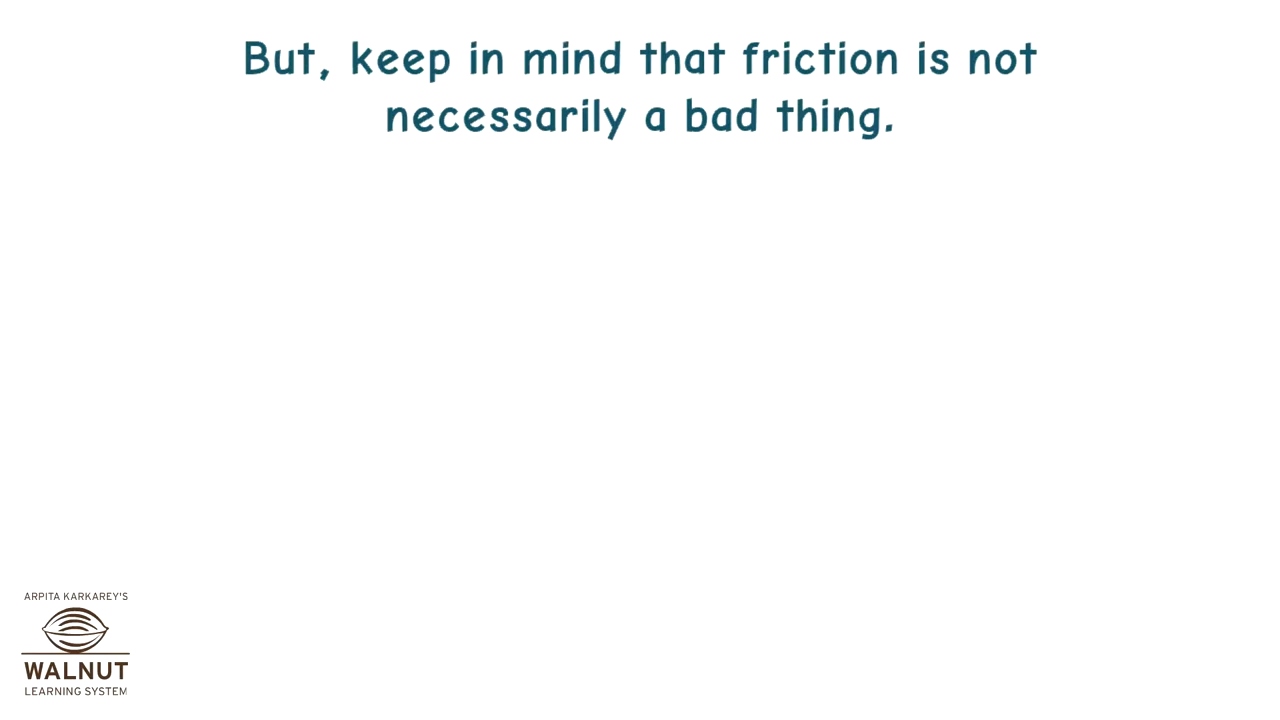 But, keep in mind that friction is not
necessarily a bad thing.
ARPITA KARKAREY'S
WALNUT
LEARNING SYSTEM